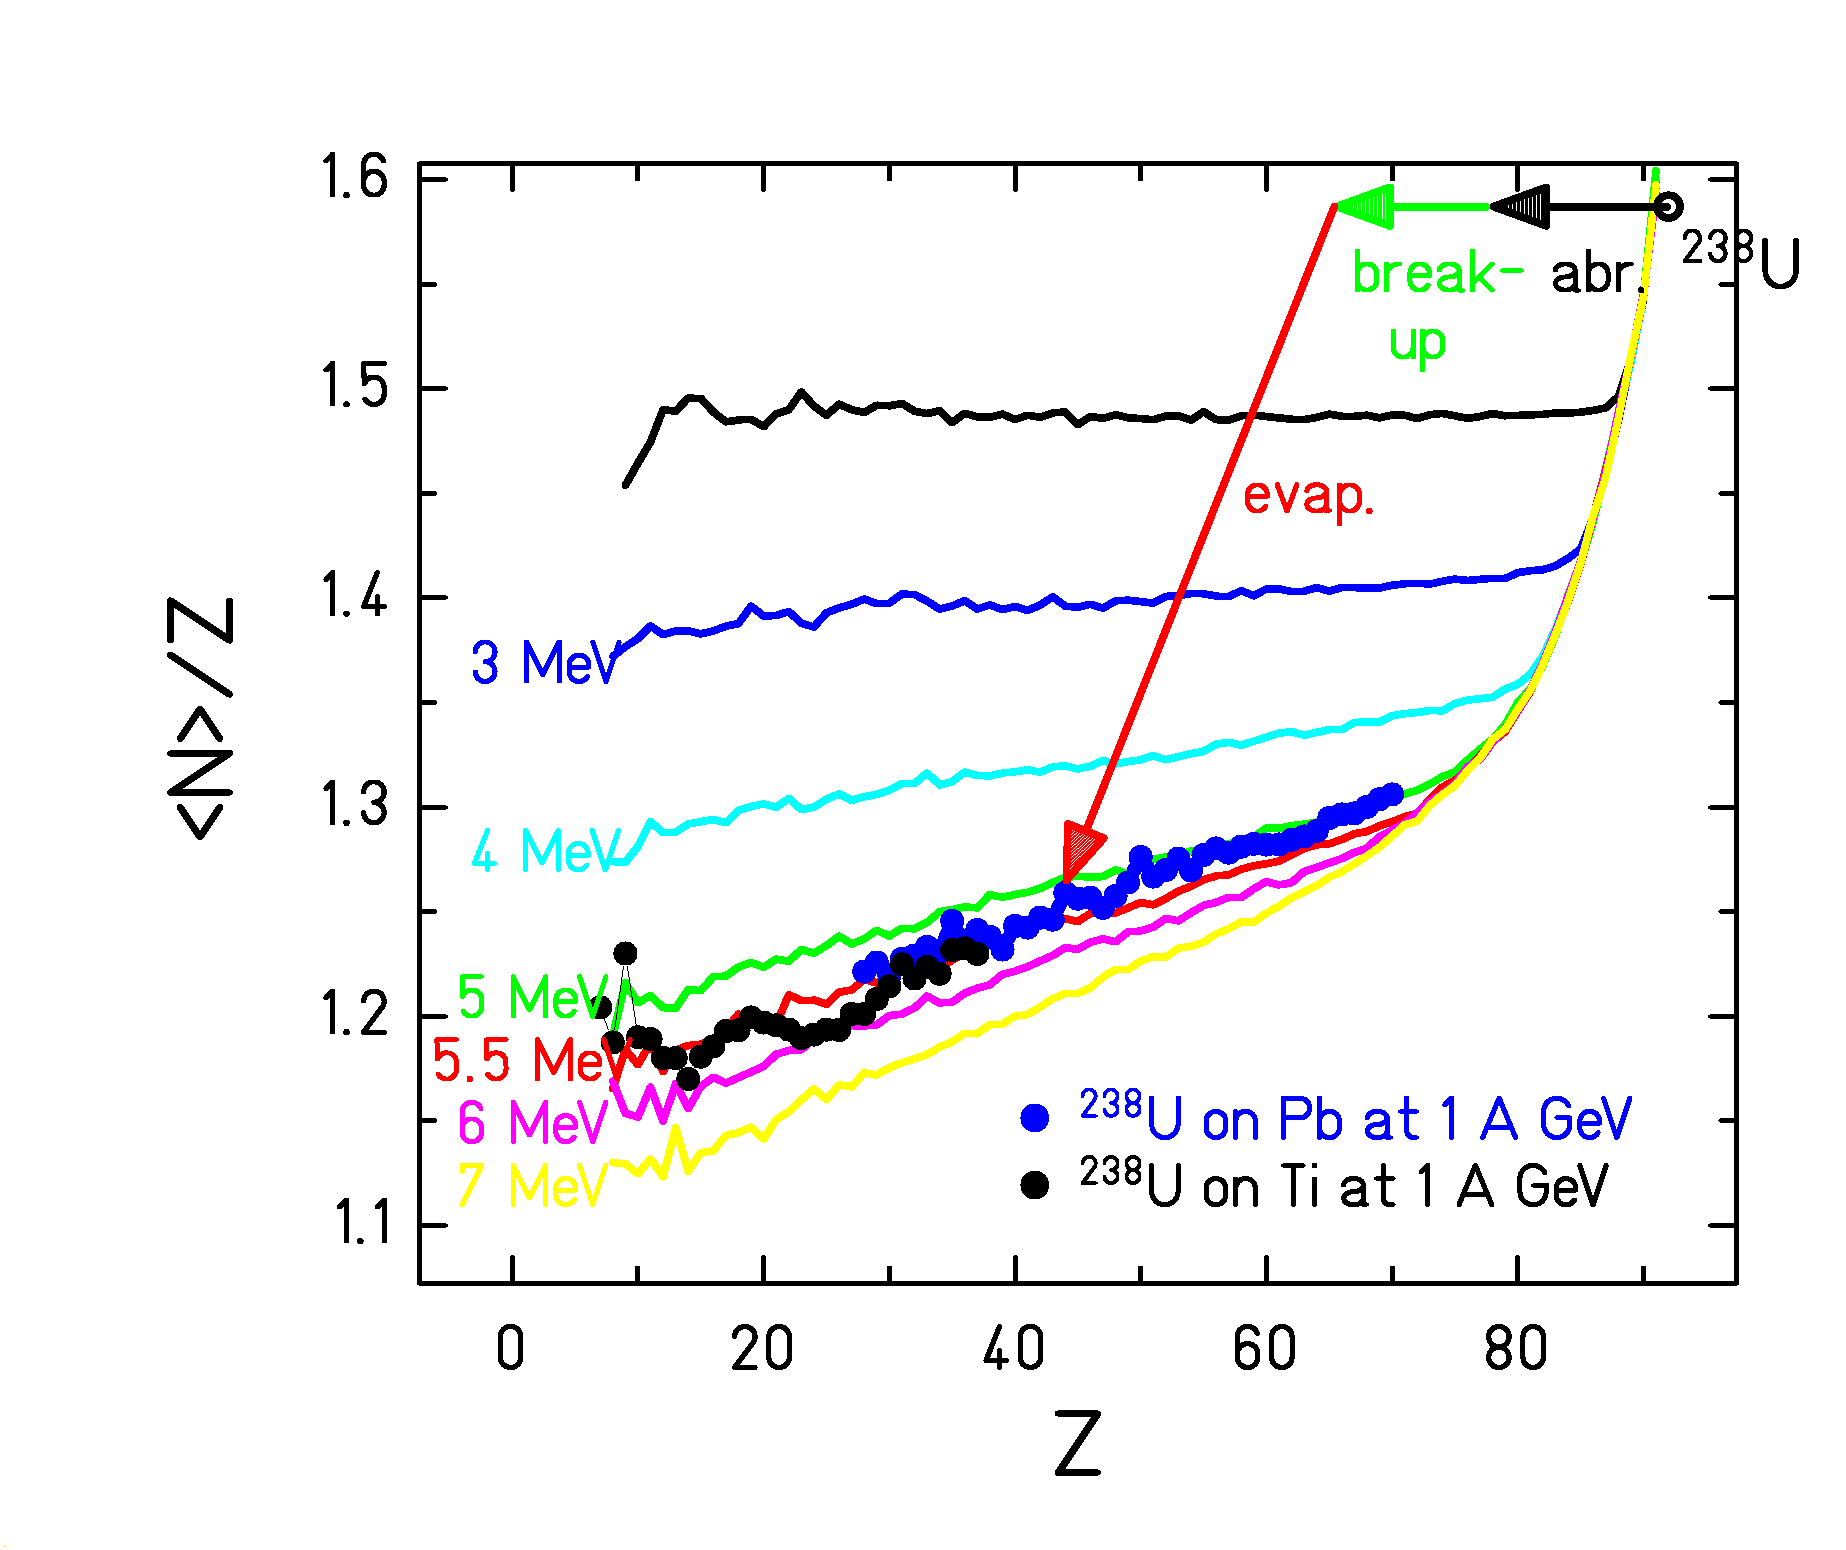 1.6
1.5
1.4
1.3
1.2
1.1
<N>/Z
²³⁸U
break-
up
abr.
evap.
3 MeV
4 MeV
5 MeV
5.5 Me
6 MeV
7 MeV
²³⁸U on Pb at 1 A GeV
²³⁸U on Ti at 1 A GeV
0 20 40 60 80
Z